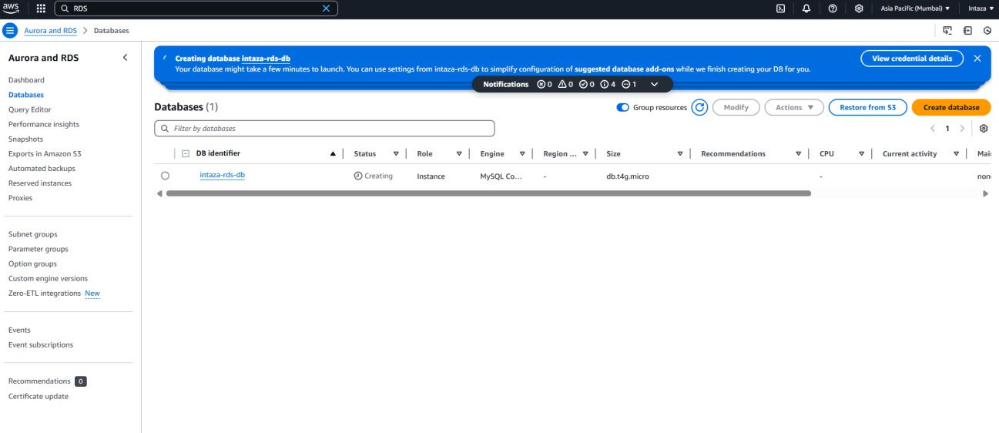 aws
RDS
Asia Pacific (Mumbai)
Intaza
Aurora and RDS > Databases
Aurora and RDS
Dashboard
Databases
Query Editor
Performance insights
Snapshots
Exports in Amazon S3
Automated backups
Reserved instances
Proxies
Subnet groups
Parameter groups
Option groups
Custom engine versions
Zero-ETL integrations New
Events
Event subscriptions
Recommendations 0
Certificate update
Creating database intaza-rds-db
Your database might take a few minutes to launch. You can use settings from intaza-rds-db to simplify configuration of suggested database add-ons while we finish creating your DB for you.
View credential details
Notifications 0 0 0 4 1
Databases (1)
Group resources
Modify
Actions
Restore from S3
Create database
Filter by databases
1
DB identifier Status Role Engine Region ... Size Recommendations CPU Current activity Mai
intaza-rds-db Creating Instance MySQL Co... - db.t4g.micro - non